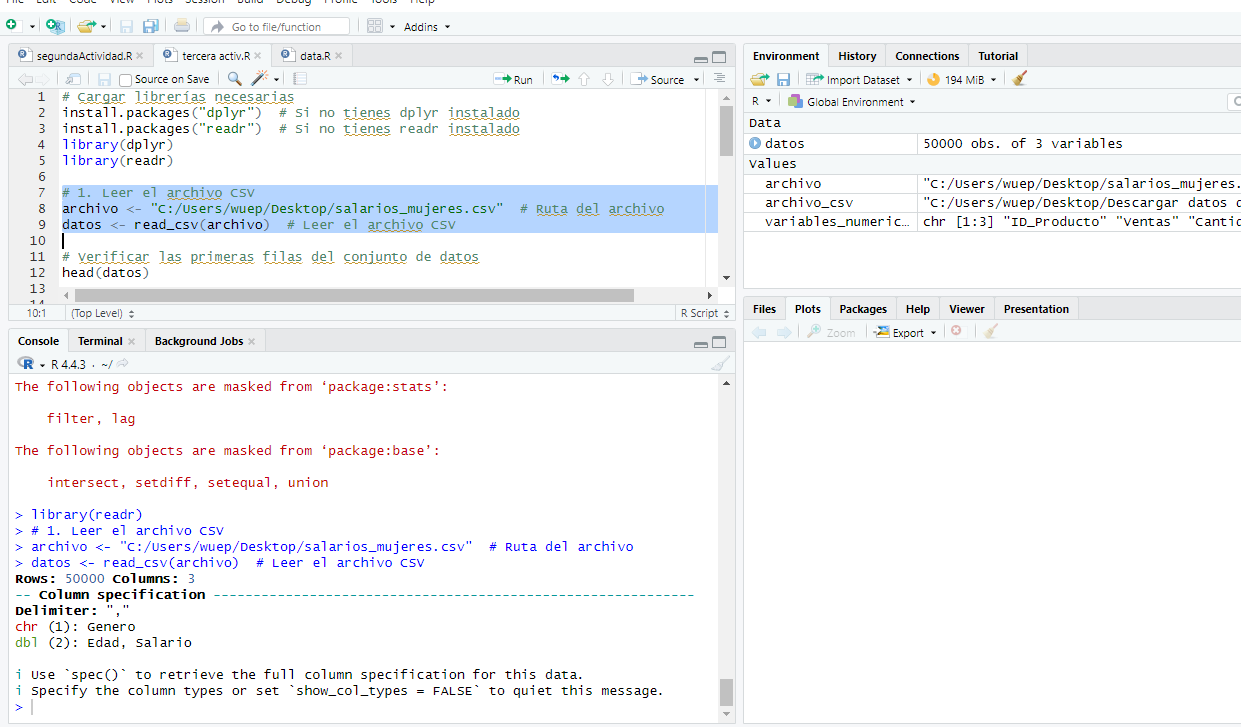 File Edit Code View Plots Session Build Debug Profile Tools Help
Go to file/function Addins
segundaActividad.R tercera activ.R data.R
Source on Save Run Source
1 # Cargar librerías necesarias
2 install.packages("dplyr")  # Si no tienes dplyr instalado
3 install.packages("readr")  # Si no tienes readr instalado
4 library(dplyr)
5 library(readr)
6
7 # 1. Leer el archivo CSV
8 archivo <- "C:/Users/wuep/Desktop/salarios_mujeres.csv"  # Ruta del archivo
9 datos <- read_csv(archivo)  # Leer el archivo CSV
10
11 # Verificar las primeras filas del conjunto de datos
12 head(datos)
13
14
10:1 (Top Level) R Script
Console Terminal Background Jobs
R R 4.4.3 · ~/
The following objects are masked from ‘package:stats’:
filter, lag
The following objects are masked from ‘package:base’:
intersect, setdiff, setequal, union
> library(readr)
> # 1. Leer el archivo CSV
> archivo <- "C:/Users/wuep/Desktop/salarios_mujeres.csv"  # Ruta del archivo
> datos <- read_csv(archivo)  # Leer el archivo CSV
Rows: 50000 Columns: 3
-- Column specification ------------------------------------------------------------
Delimiter: ","
chr (1): Genero
dbl (2): Edad, Salario
i Use `spec()` to retrieve the full column specification for this data.
i Specify the column types or set `show_col_types = FALSE` to quiet this message.
>
Environment History Connections Tutorial
Import Dataset 194 MiB
R Global Environment
Data
datos 50000 obs. of 3 variables
Values
archivo "C:/Users/wuep/Desktop/salarios_mujeres.
archivo_csv "C:/Users/wuep/Desktop/Descargar datos d
variables_numeric… chr [1:3] "ID_Producto" "Ventas" "Cantid
Files Plots Packages Help Viewer Presentation
Zoom Export